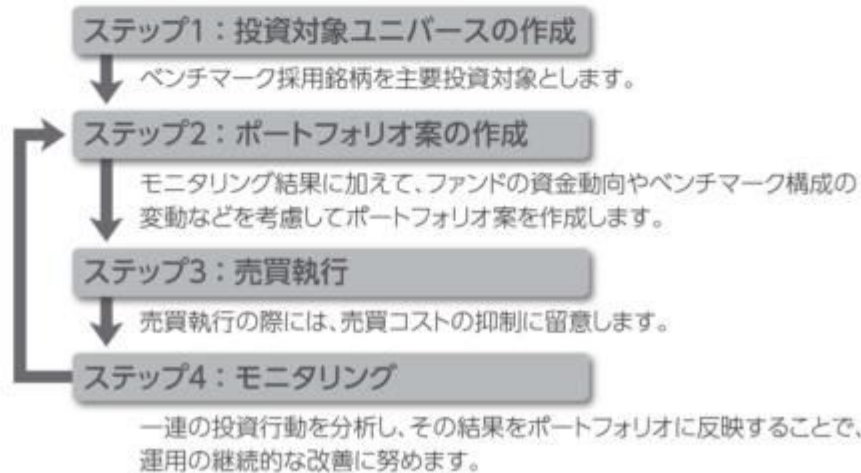 ステップ1：投資対象ユニバースの作成
ベンチマーク採用銘柄を主要投資対象とします。
ステップ2：ポートフォリオ案の作成
モニタリング結果に加えて、ファンドの資金動向やベンチマーク構成の
変動などを考慮してポートフォリオ案を作成します。
ステップ3：売買執行
売買執行の際には、売買コストの抑制に留意します。
ステップ4：モニタリング
一連の投資行動を分析し、その結果をポートフォリオに反映することで、
運用の継続的な改善に努めます。